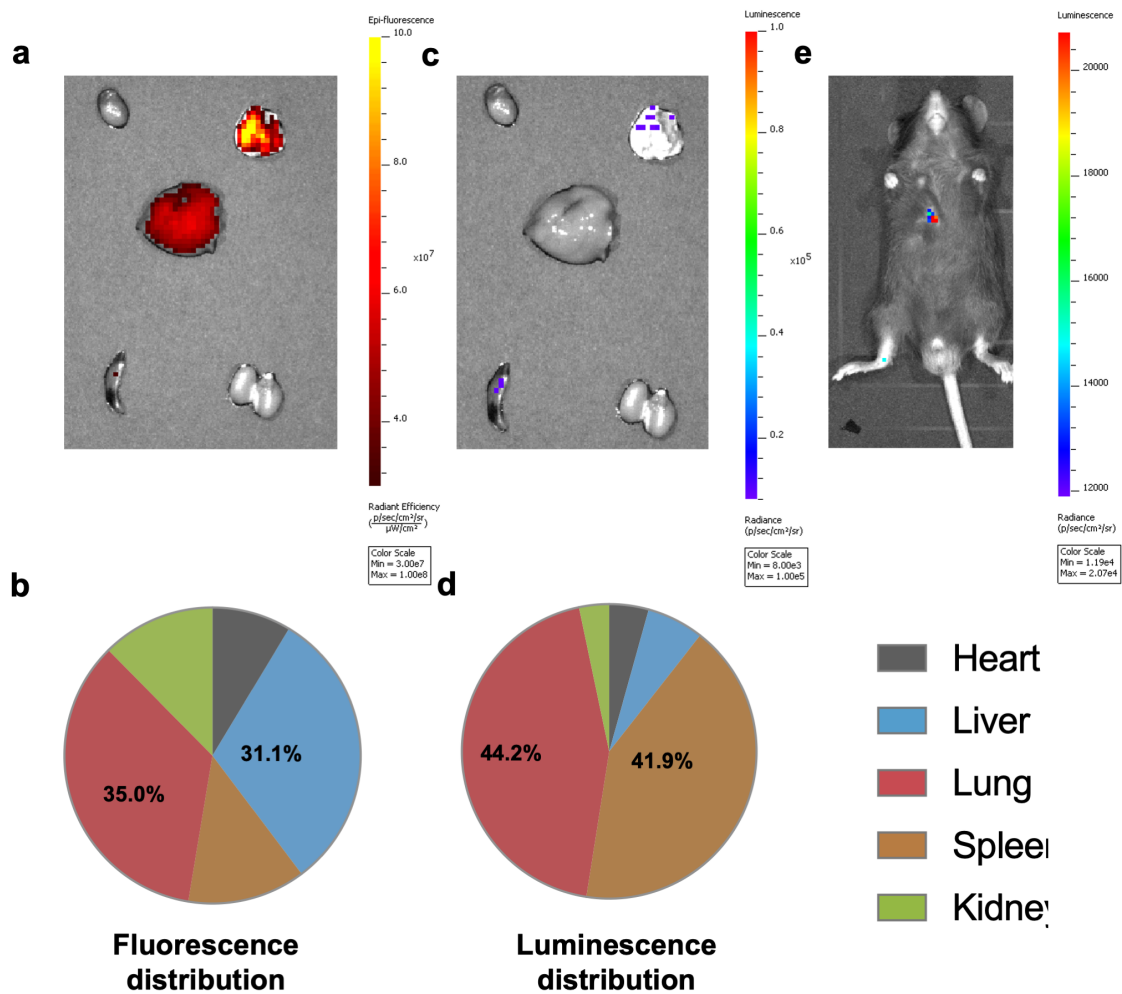 a
Epi-fluorescence
10.0
8.0
×10⁷
6.0
4.0
Radiant Efficiency
(p/sec/cm²/sr / µW/cm²)
Color Scale
Min = 3.00e7
Max = 1.00e8
c
Luminescence
1.0
0.8
0.6
×10⁵
0.4
0.2
Radiance
(p/sec/cm²/sr)
Color Scale
Min = 8.00e3
Max = 1.00e5
e
Luminescence
20000
18000
16000
14000
12000
Radiance
(p/sec/cm²/sr)
Color Scale
Min = 1.19e4
Max = 2.07e4
b
31.1%
35.0%
Fluorescence
distribution
d
44.2%
41.9%
Luminescence
distribution
Heart
Liver
Lung
Spleen
Kidney